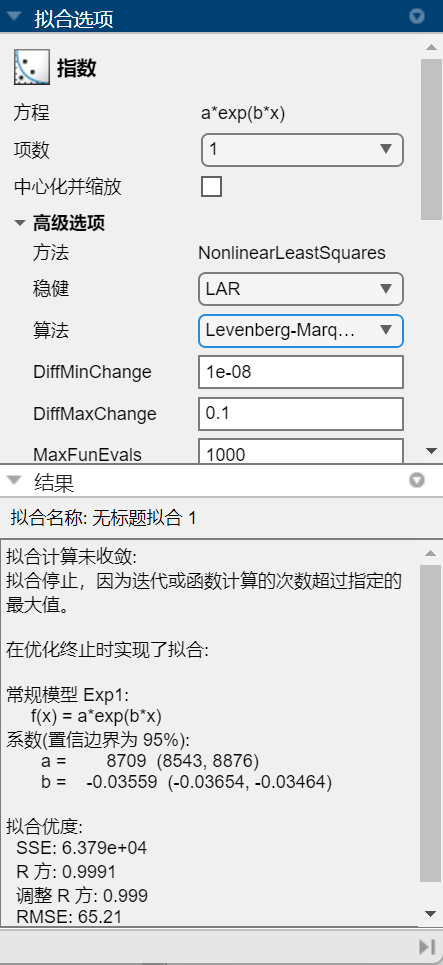 拟合选项
指数
方程 a*exp(b*x)
项数 1
中心化并缩放
高级选项
方法 NonlinearLeastSquares
稳健 LAR
算法 Levenberg-Marq...
DiffMinChange 1e-08
DiffMaxChange 0.1
MaxFunEvals 1000
结果
拟合名称: 无标题拟合 1
拟合计算未收敛:
拟合停止，因为迭代或函数计算的次数超过指定的
最大值。
在优化终止时实现了拟合:
常规模型 Exp1:
f(x) = a*exp(b*x)
系数(置信边界为 95%):
a = 8709 (8543, 8876)
b = -0.03559 (-0.03654, -0.03464)
拟合优度:
SSE: 6.379e+04
R 方: 0.9991
调整 R 方: 0.999
RMSE: 65.21